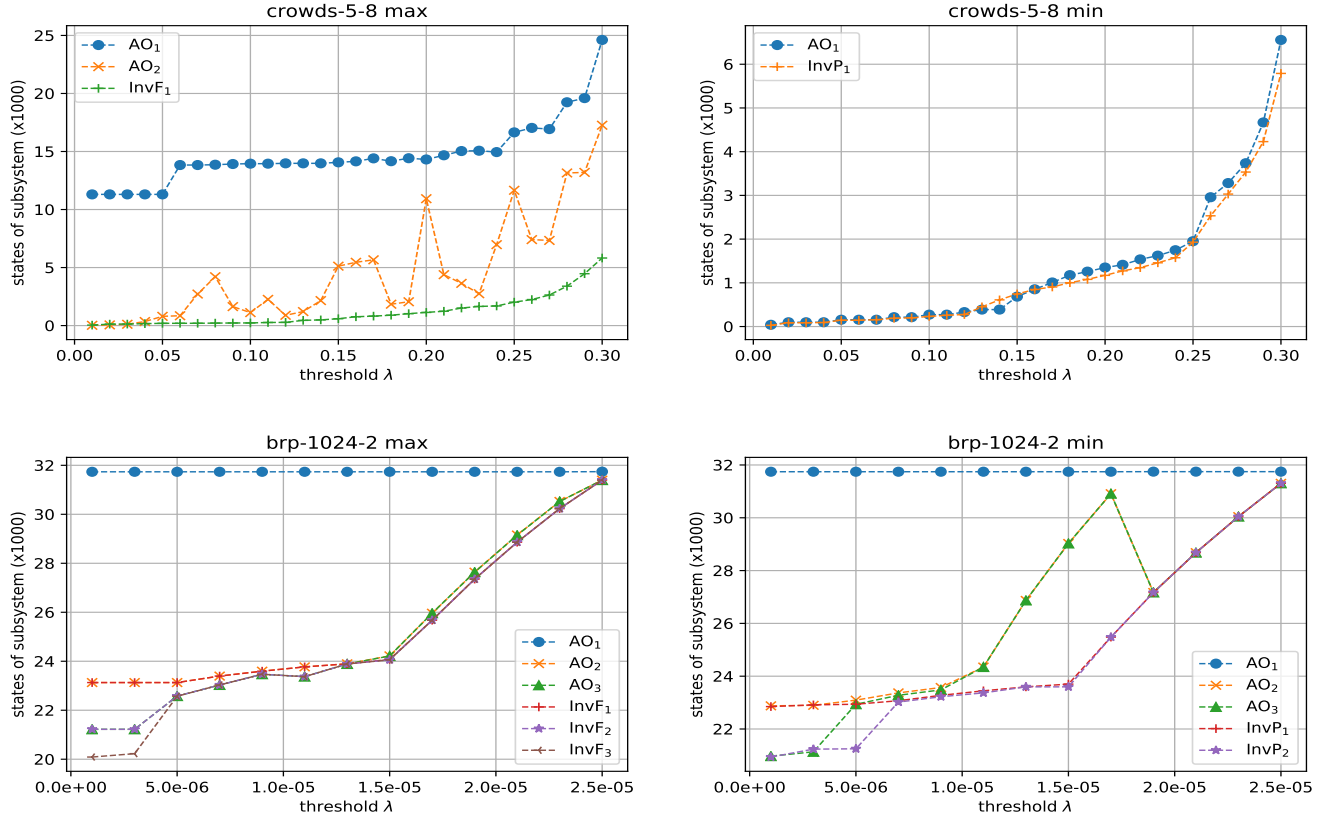 crowds-5-8 max
states of subsystem (x1000)
25
20
15
10
5
0
AO₁
AO₂
InvF₁
0.00 0.05 0.10 0.15 0.20 0.25 0.30
threshold λ
crowds-5-8 min
states of subsystem (x1000)
6
5
4
3
2
1
0
AO₁
InvP₁
0.00 0.05 0.10 0.15 0.20 0.25 0.30
threshold λ
brp-1024-2 max
states of subsystem (x1000)
32
30
28
26
24
22
20
AO₁
AO₂
AO₃
InvF₁
InvF₂
InvF₃
0.0e+00 5.0e-06 1.0e-05 1.5e-05 2.0e-05 2.5e-05
threshold λ
brp-1024-2 min
states of subsystem (x1000)
32
30
28
26
24
22
AO₁
AO₂
AO₃
InvP₁
InvP₂
0.0e+00 5.0e-06 1.0e-05 1.5e-05 2.0e-05 2.5e-05
threshold λ